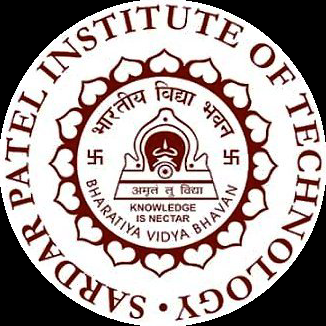 SARDAR PATEL INSTITUTE OF TECHNOLOGY
भारतीय विद्या भवन
अमृतं तू विद्या
KNOWLEDGE
IS NECTAR
BHARATIYA VIDYA BHAVAN